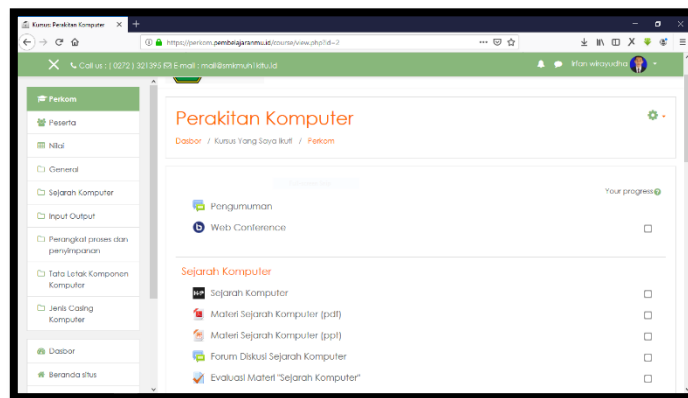 Kursus: Perakitan Komputer
https://perkom.pembelajaranmu.id/course/view.php?id=2
Call us : ( 0272 ) 321395 E-mail : mail@smkmuh1kltu.id
Irfan wirayudha
Perkom
Peserta
Nilai
General
Sejarah Komputer
Input Output
Perangkat proses dan
penyimpanan
Tata Letak Komponen
Komputer
Jenis Casing
Komputer
Dasbor
Beranda situs
Perakitan Komputer
Dasbor / Kursus Yang Saya Ikuti / Perkom
Your progress
Pengumuman
Web Conference
Sejarah Komputer
Sejarah Komputer
Materi Sejarah Komputer (pdf)
Materi Sejarah Komputer (ppt)
Forum Diskusi Sejarah Komputer
Evaluasi Materi "Sejarah Komputer"